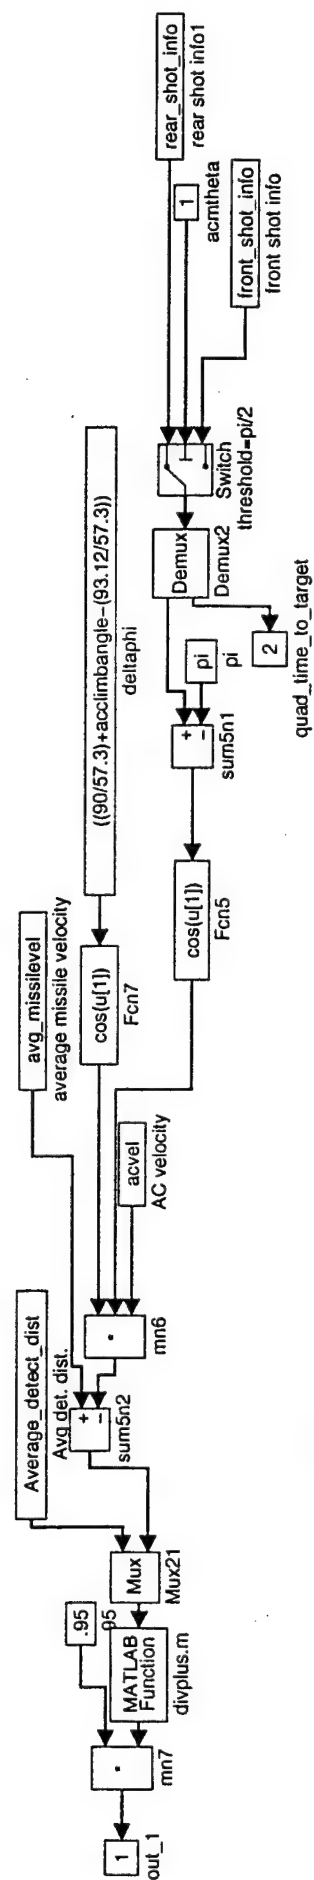 rear_shot_info
rear shot info1
1
acmtheta
front_shot_info
front shot info
Switch
threshold=pi/2
Demux
Demux2
2
quad_time_to_target
pi
pi
+
−
sum5n1
cos(u[1])
Fcn5
((90/57.3)+acclimbangle−(93.12/57.3))
deltaphi
cos(u[1])
Fcn7
avg_missilevel
average missile velocity
acvel
AC velocity
*
mn6
Average_detect_dist
Avg det. dist.
+
−
sum5n2
Mux
Mux21
.95
95
MATLAB
Function
divplus.m
*
mn7
1
out_1